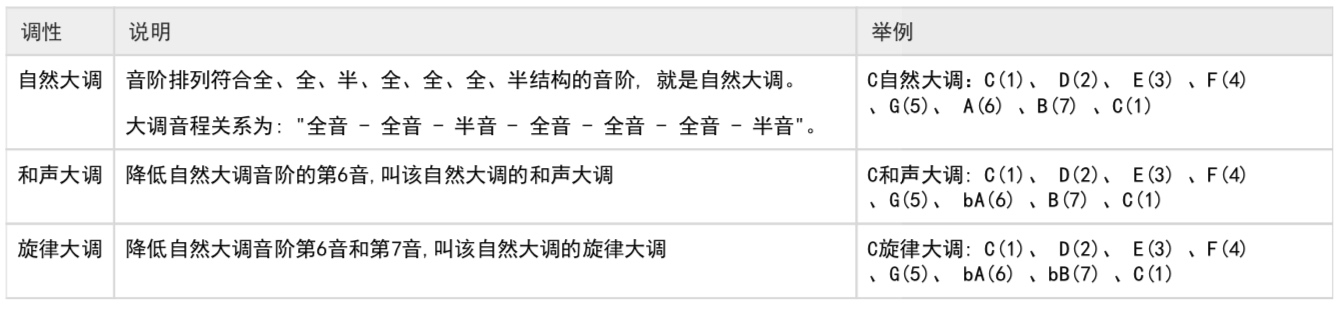 调性 说明 举例
自然大调 音阶排列符合全、全、半、全、全、全、半结构的音阶, 就是自然大调。
大调音程关系为: "全音 - 全音 - 半音 - 全音 - 全音 - 全音 - 半音"。
C自然大调: C(1)、 D(2)、 E(3) 、F(4)
、G(5)、 A(6) 、B(7) 、C(1)
和声大调 降低自然大调音阶的第6音,叫该自然大调的和声大调
C和声大调: C(1)、 D(2)、 E(3) 、F(4)
、G(5)、 bA(6) 、B(7) 、C(1)
旋律大调 降低自然大调音阶第6音和第7音,叫该自然大调的旋律大调
C旋律大调: C(1)、 D(2)、 E(3) 、F(4)
、G(5)、 bA(6) 、bB(7) 、C(1)